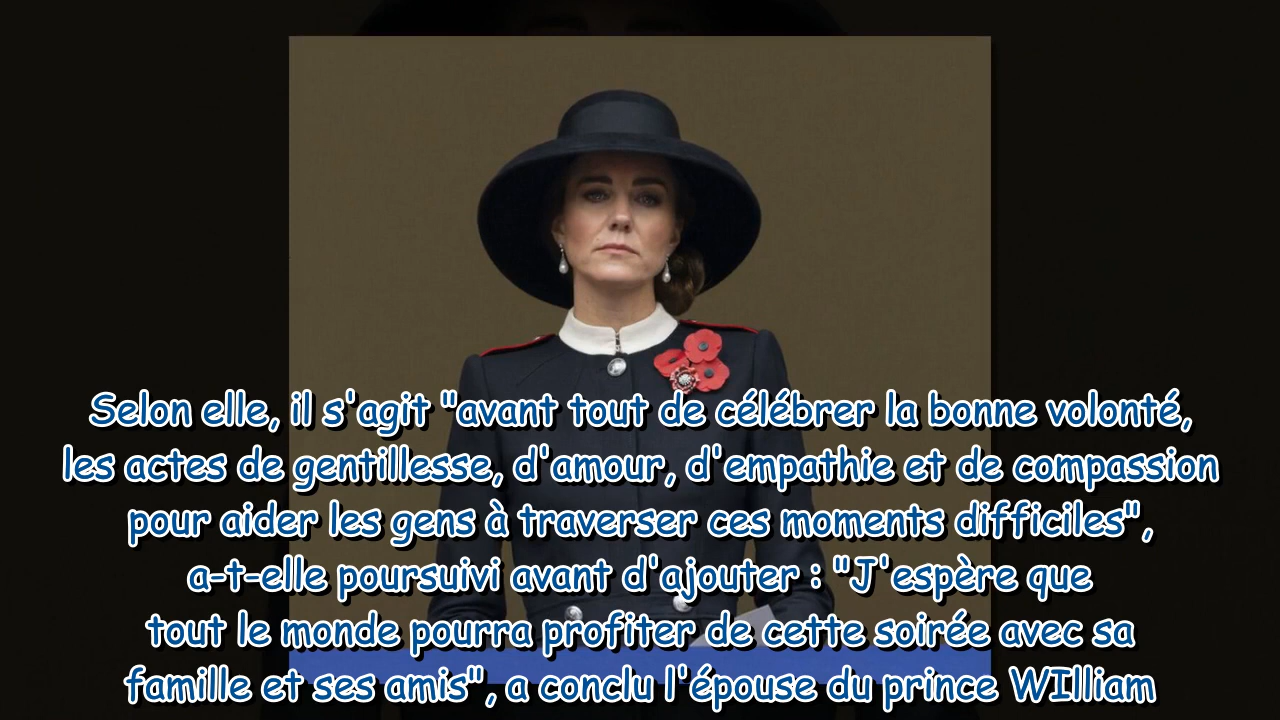 Selon elle, il s'agit "avant tout de célébrer la bonne volonté,
les actes de gentillesse, d'amour, d'empathie et de compassion
pour aider les gens à traverser ces moments difficiles",
a-t-elle poursuivi avant d'ajouter : "J'espère que
tout le monde pourra profiter de cette soirée avec sa
famille et ses amis", a conclu l'épouse du prince WIlliam